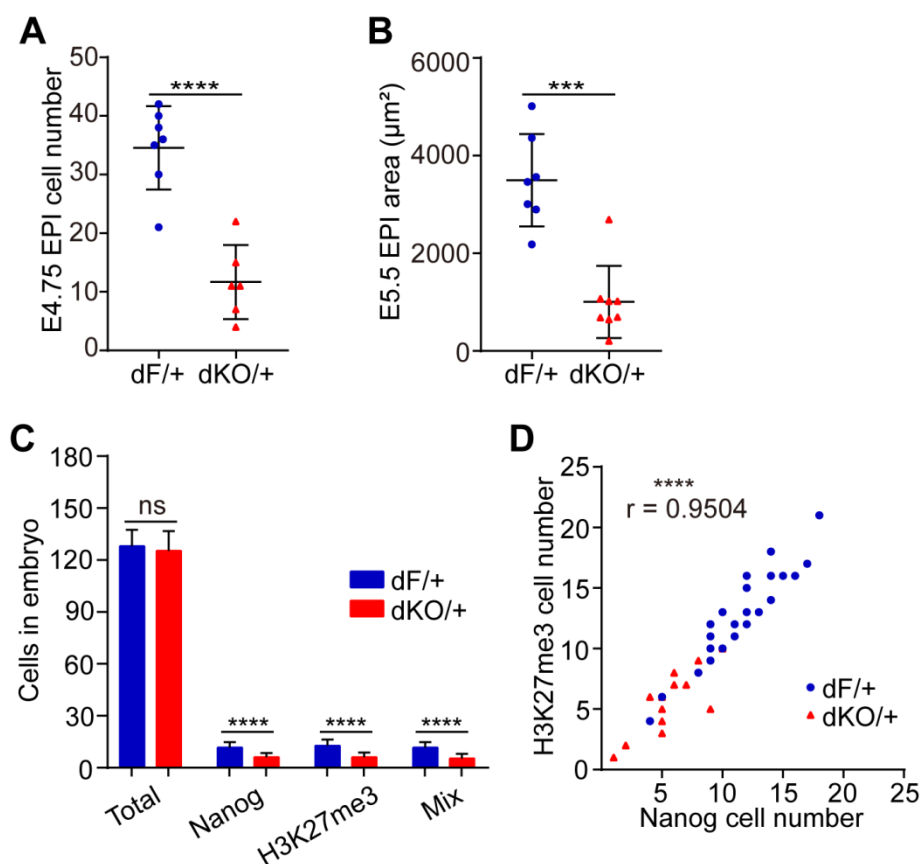 A
E4.75 EPI cell number
50
40
30
20
10
0
****
dF/+
dKO/+
B
E5.5 EPI area (µm²)
6000
4000
2000
0
***
dF/+
dKO/+
C
Cells in embryo
180
150
120
90
60
30
0
ns
****
****
****
dF/+
dKO/+
Total
Nanog
H3K27me3
Mix
D
H3K27me3 cell number
25
20
15
10
5
0
****
r = 0.9504
dF/+
dKO/+
5
10
15
20
25
Nanog cell number